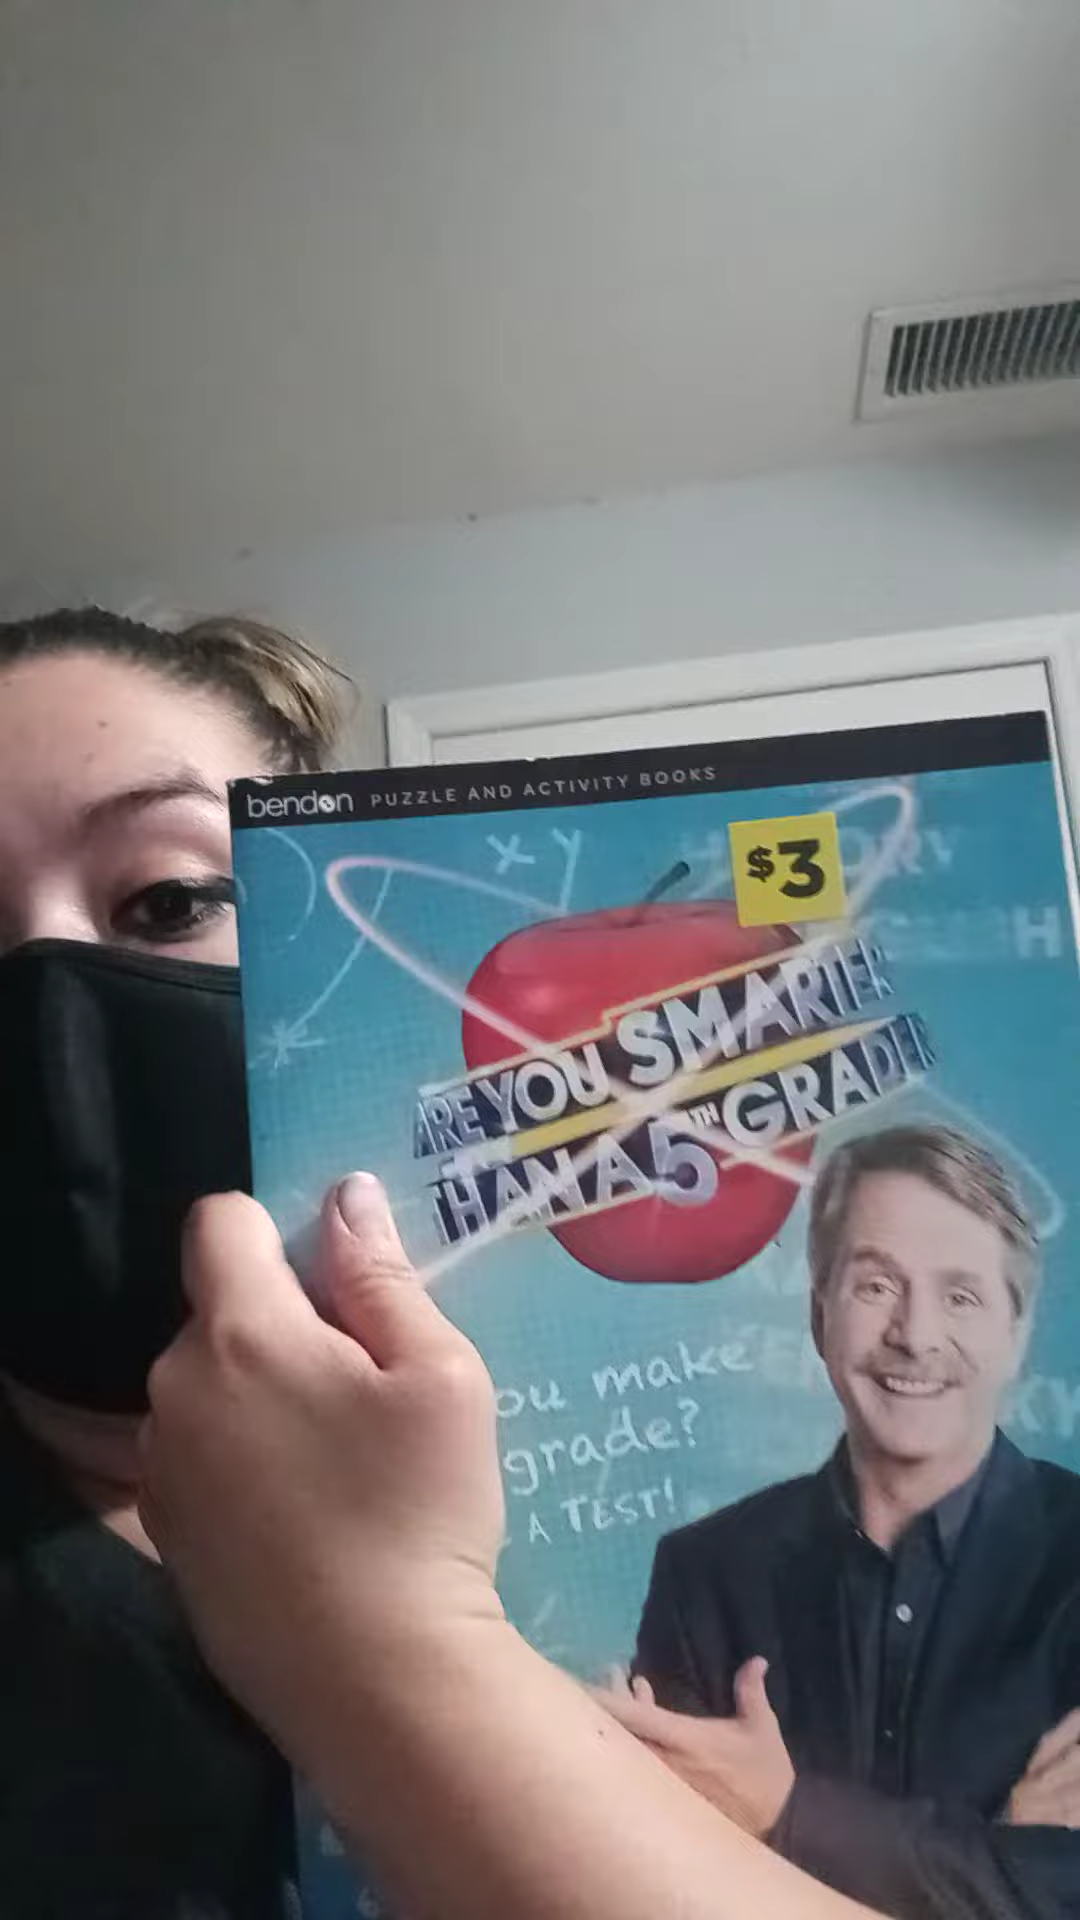 bendon PUZZLE AND ACTIVITY BOOKS
X Y
$3
H
ARE YOU SMARTER
THAN A 5TH GRADER
ou make
grade?
A TEST!